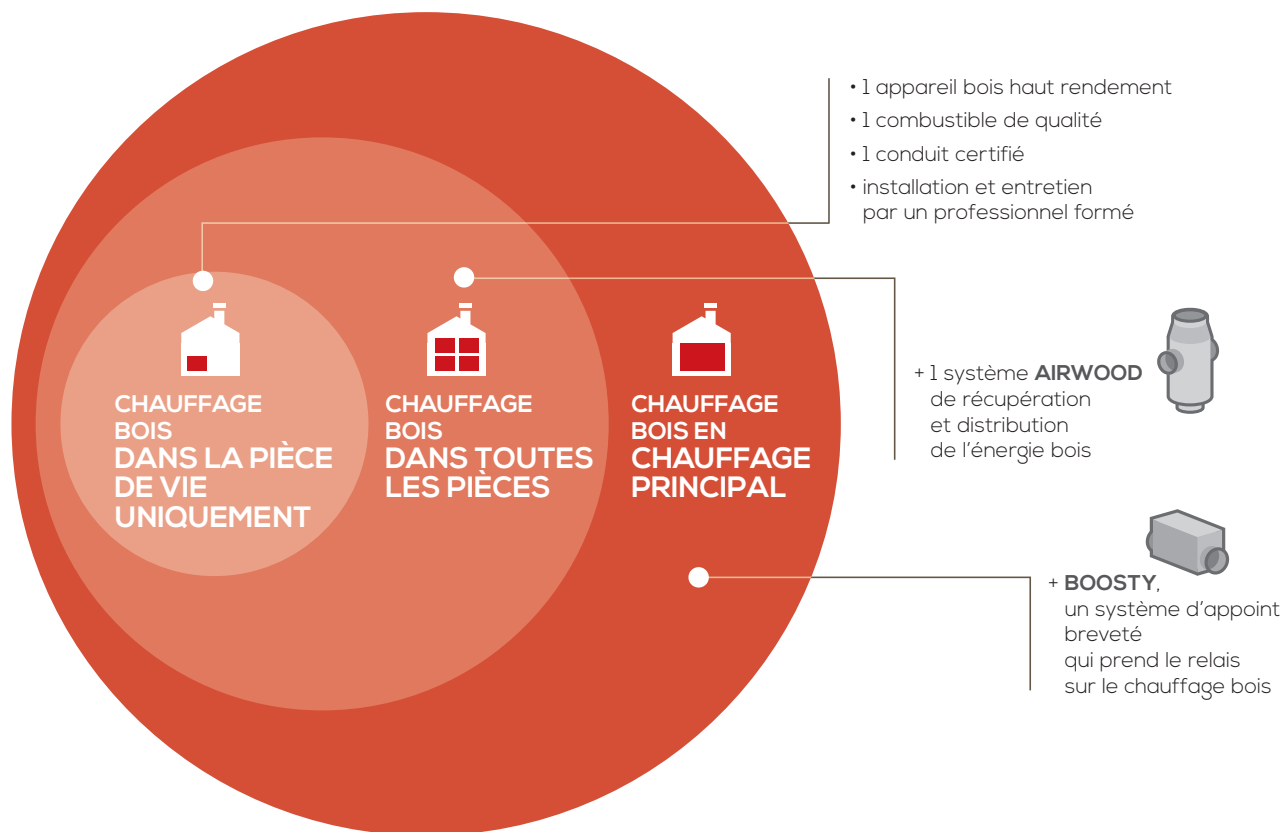 • 1 appareil bois haut rendement
• 1 combustible de qualité
• 1 conduit certifié
• installation et entretien
par un professionnel formé
CHAUFFAGE
BOIS
DANS LA PIÈCE
DE VIE
UNIQUEMENT
CHAUFFAGE
BOIS
DANS TOUTES
LES PIÈCES
CHAUFFAGE
BOIS EN
CHAUFFAGE
PRINCIPAL
+ 1 système AIRWOOD
de récupération
et distribution
de l'énergie bois
+ BOOSTY,
un système d'appoint
breveté
qui prend le relais
sur le chauffage bois